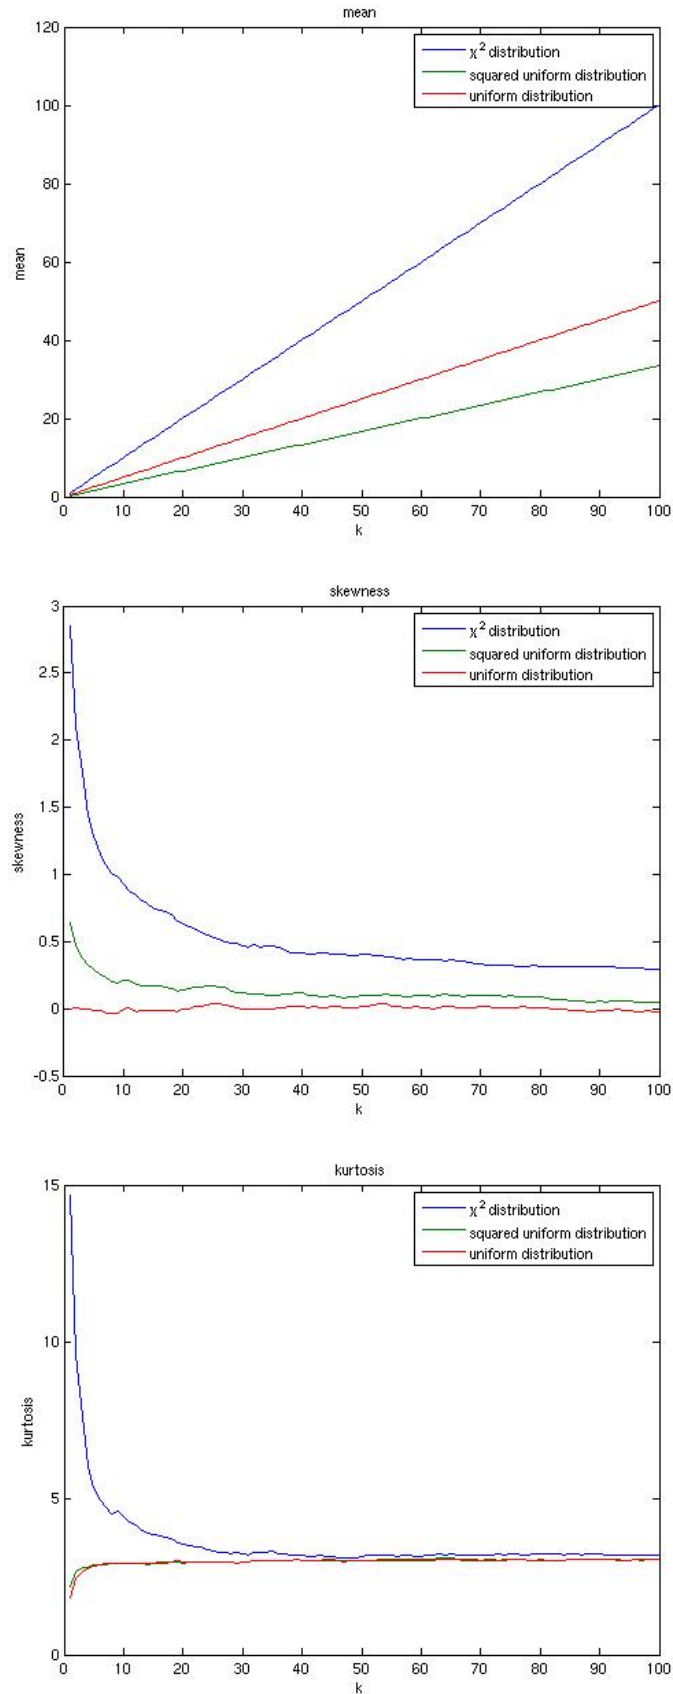 mean
120
100
80
60
40
20
0
mean
χ² distribution
squared uniform distribution
uniform distribution
0 10 20 30 40 50 60 70 80 90 100
k
skewness
3
2.5
2
1.5
1
0.5
0
-0.5
skewness
χ² distribution
squared uniform distribution
uniform distribution
0 10 20 30 40 50 60 70 80 90 100
k
kurtosis
15
10
5
0
kurtosis
χ² distribution
squared uniform distribution
uniform distribution
0 10 20 30 40 50 60 70 80 90 100
k